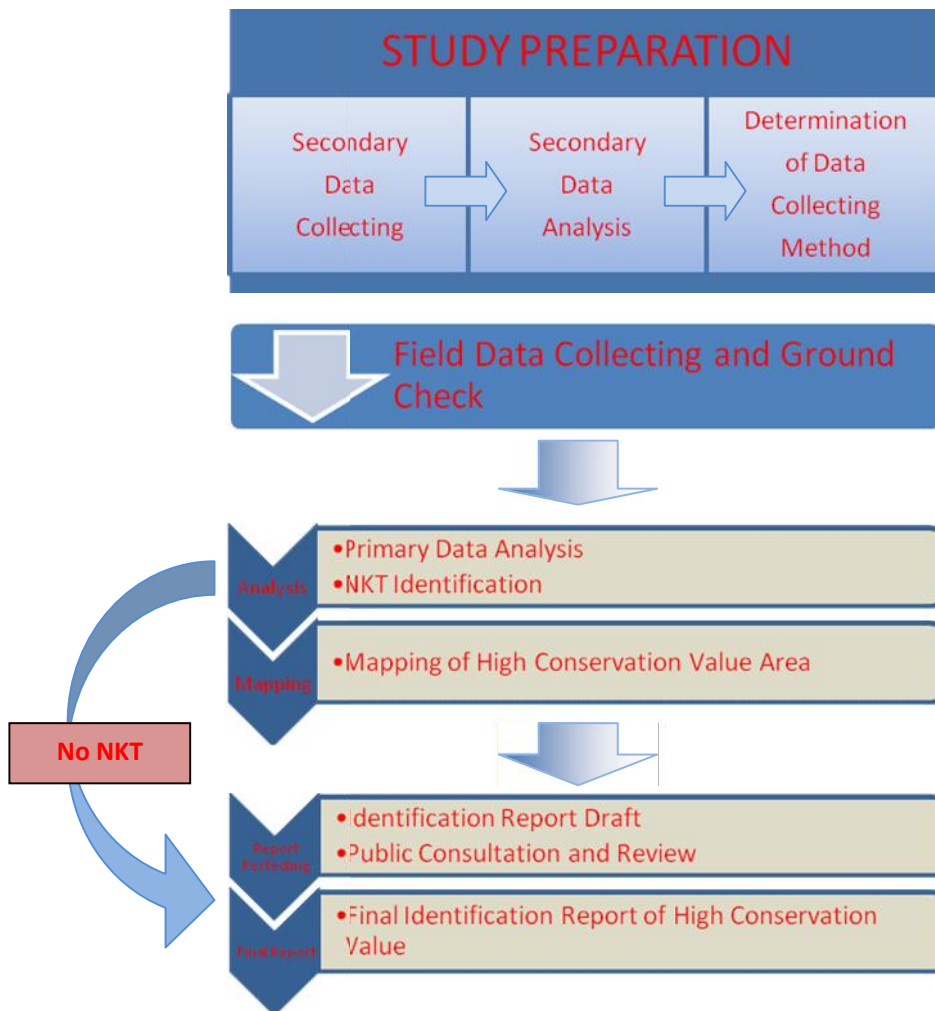 STUDY PREPARATION
Secondary
Data
Collecting
Secondary
Data
Analysis
Determination
of Data
Collecting
Method
Field Data Collecting and Ground
Check
Analysis
•Primary Data Analysis
•NKT Identification
Mapping
•Mapping of High Conservation Value Area
No NKT
Report
Perfecting
•Identification Report Draft
•Public Consultation and Review
Final Report
•Final Identification Report of High Conservation
Value